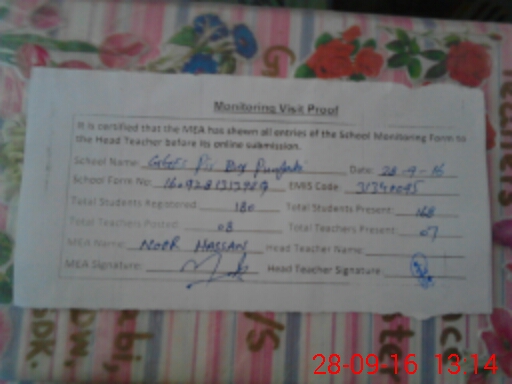 Monitoring Visit Proof
It is certified that the MEA has shown all entries of the School Monitoring Form to
the Head Teacher before its online submission.
School Name: Pir Bux Date: 28-9-16
School Form No: EMIS Code:
Total Students Registered: 180 Total Students Present: 168
Total Teachers Posted: 08 Total Teachers Present: 07
MEA Name: NOOR HASSAN Head Teacher Name:
MEA Signature: Head Teacher Signature:
28-09-16 13:14